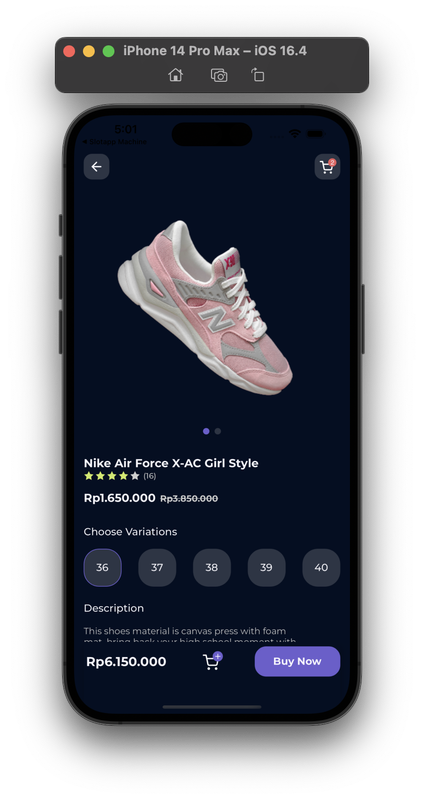 iPhone 14 Pro Max – iOS 16.4
5:01
Nike Air Force X-AC Girl Style
(16)
Rp1.650.000 Rp3.850.000
Choose Variations
36 37 38 39 40
Description
This shoes material is canvas press with foam
mat, bring back your high school moment with
Rp6.150.000
Buy Now